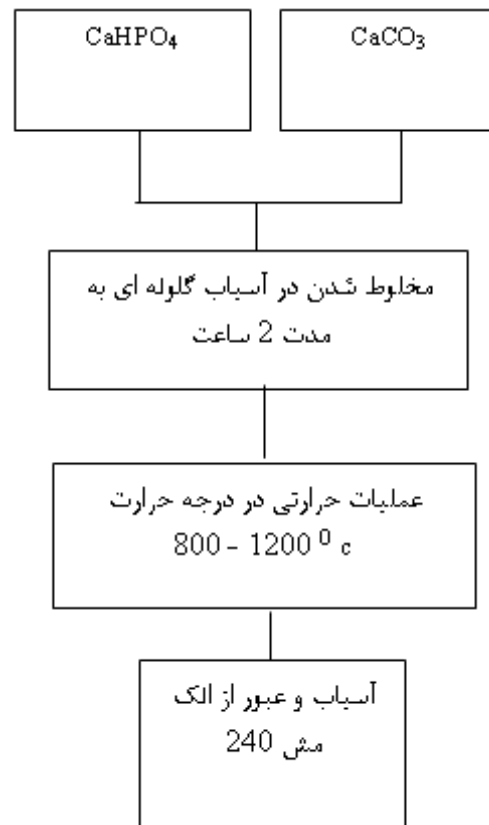 CaHPO₄
CaCO₃
مخلوط شدن در آسیاب گلوله ای به
مدت 2 ساعت
عملیات حرارتی در درجه حرارت
800 – 1200 ⁰ c
آسیاب و عبور از الک
مش 240